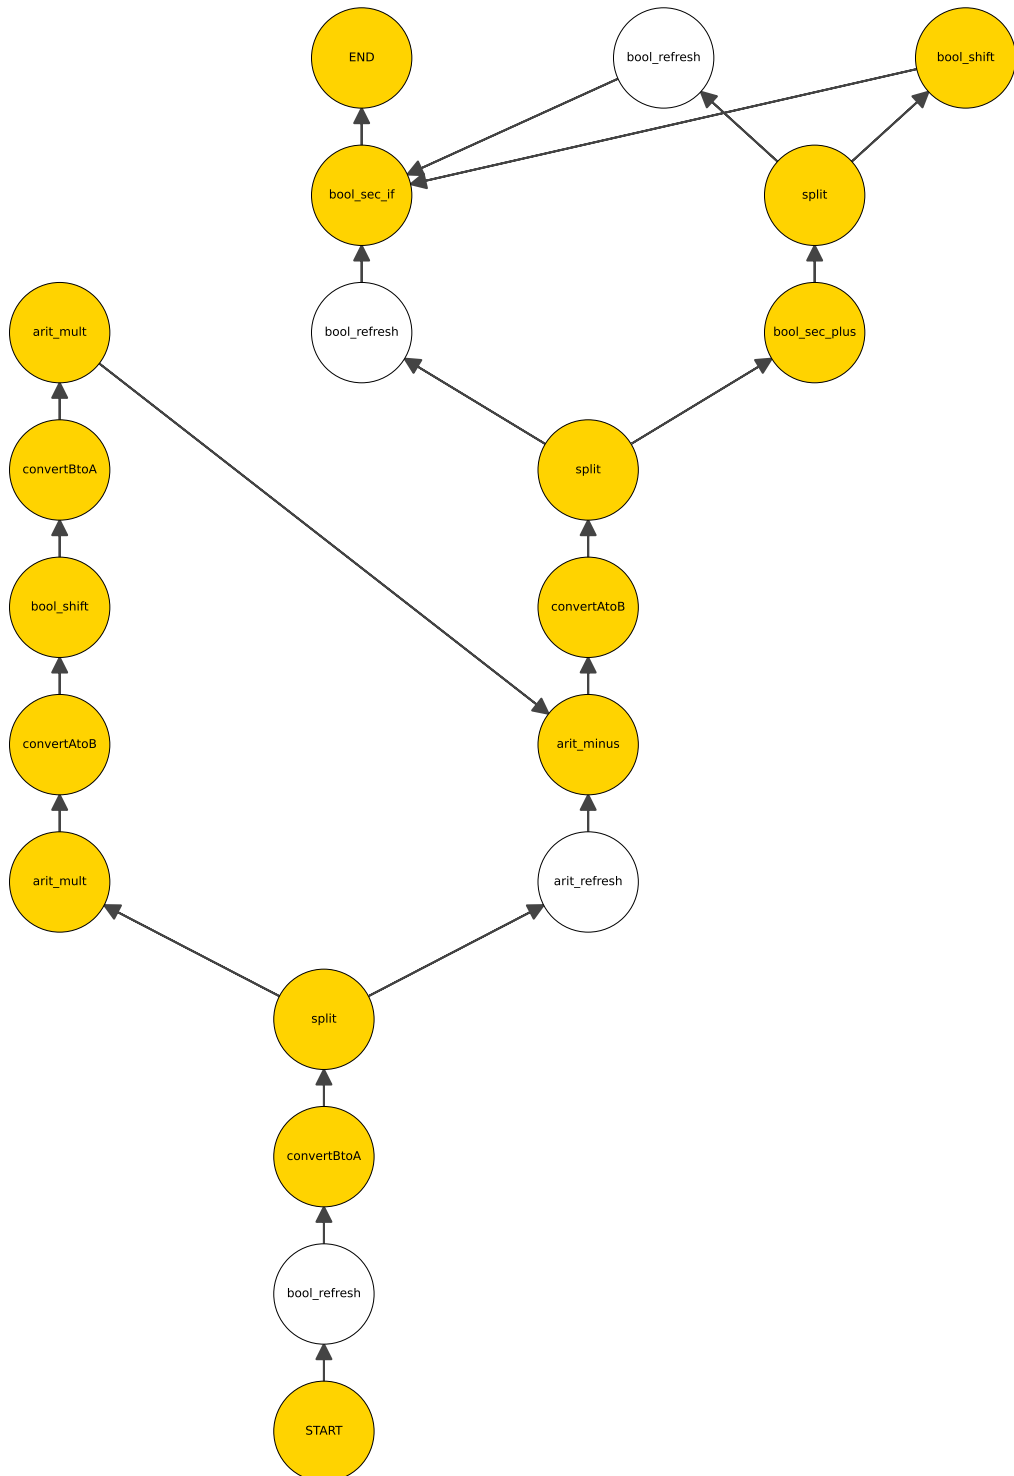 END
bool_refresh
bool_shift
bool_sec_if
split
arit_mult
bool_refresh
bool_sec_plus
convertBtoA
split
bool_shift
convertAtoB
convertAtoB
arit_minus
arit_mult
arit_refresh
split
convertBtoA
bool_refresh
START